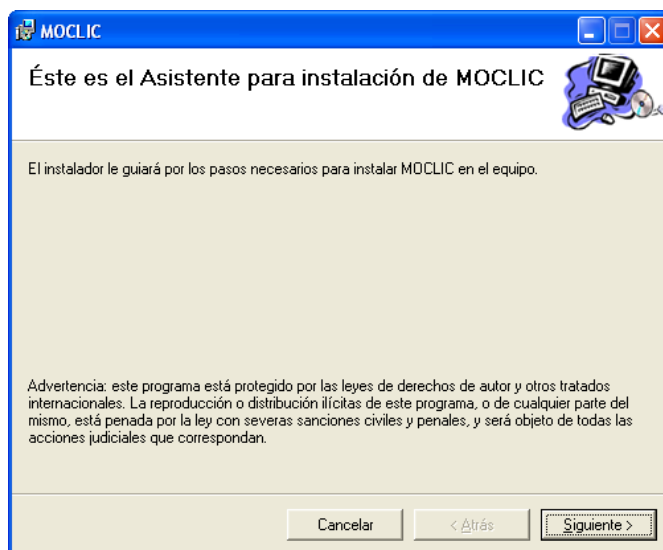 MOCLIC
Éste es el Asistente para instalación de MOCLIC
El instalador le guiará por los pasos necesarios para instalar MOCLIC en el equipo.
Advertencia: este programa está protegido por las leyes de derechos de autor y otros tratados
internacionales. La reproducción o distribución ilícitas de este programa, o de cualquier parte del
mismo, está penada por la ley con severas sanciones civiles y penales, y será objeto de todas las
acciones judiciales que correspondan.
Cancelar < Atrás Siguiente >